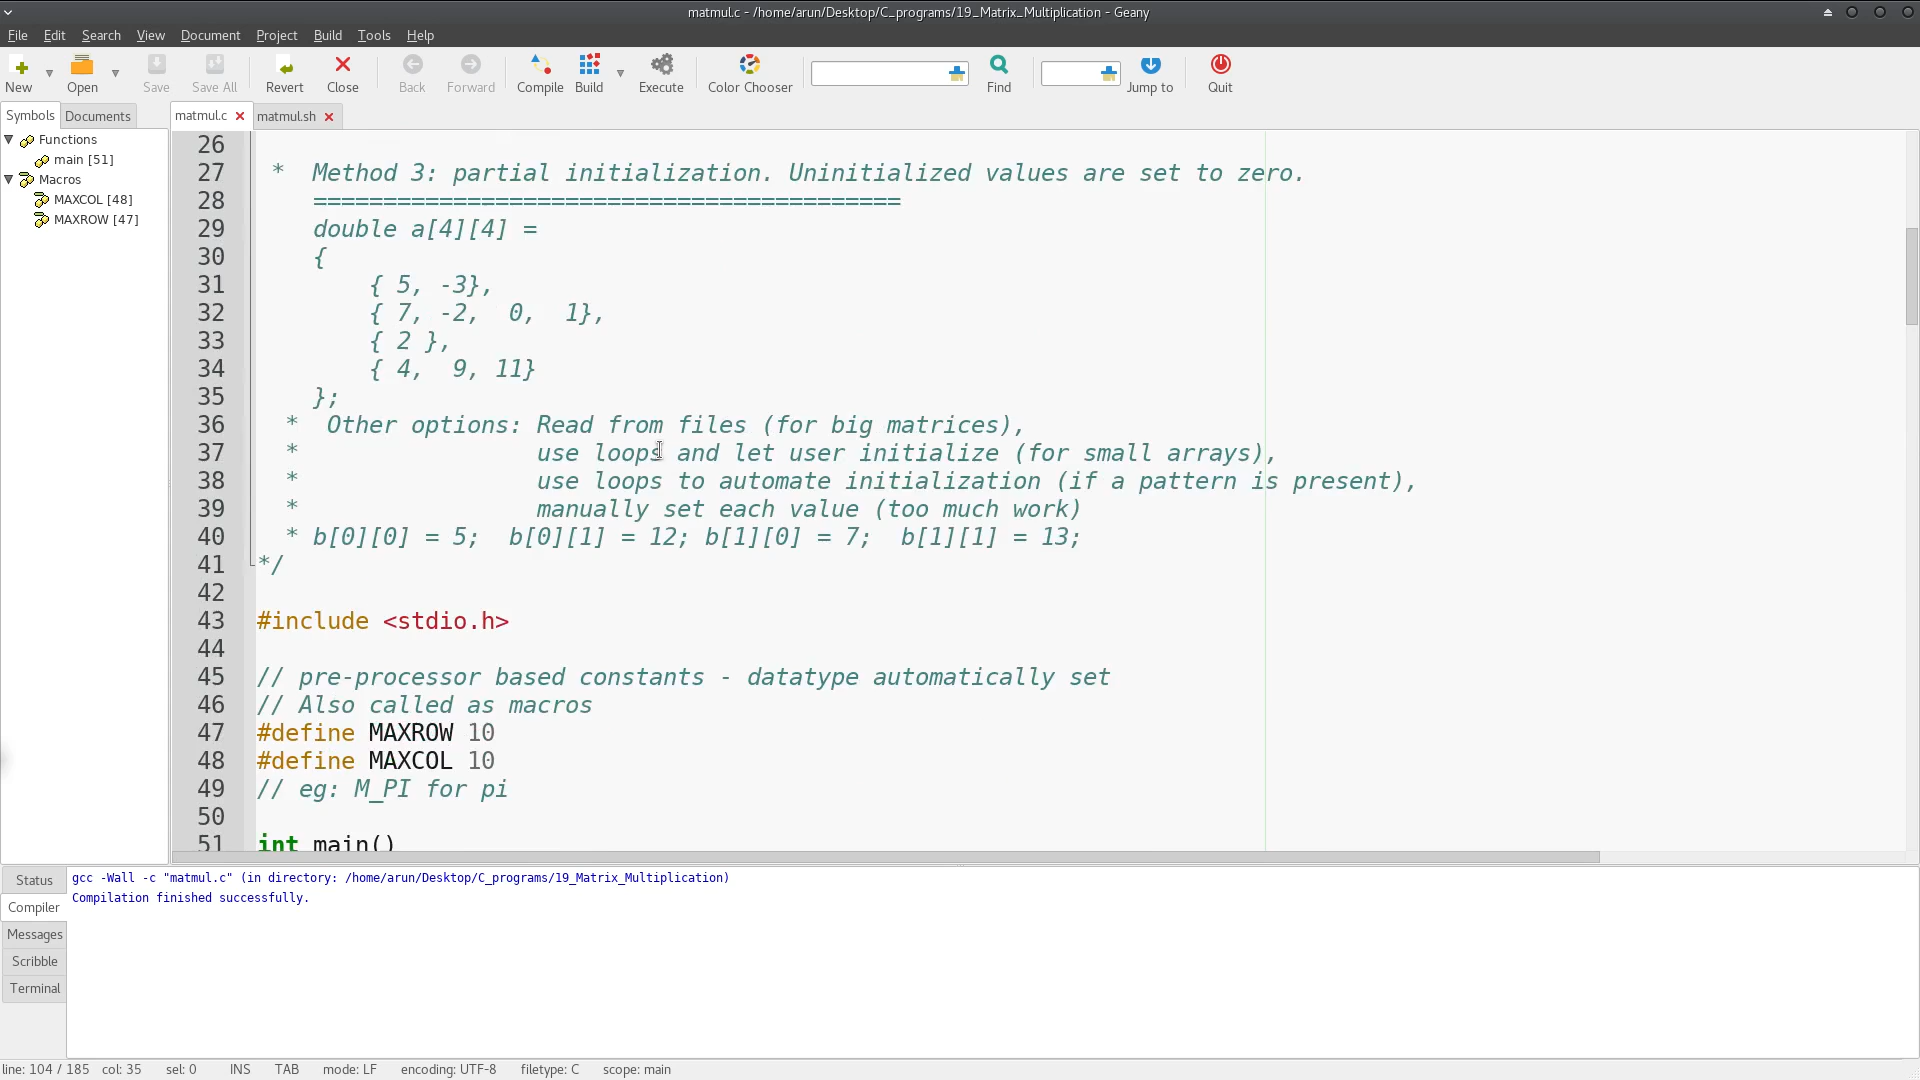 matmul.c - /home/arun/Desktop/C_programs/19_Matrix_Multiplication - Geany
File Edit Search View Document Project Build Tools Help
New Open Save Save All Revert Close Back Forward Compile Build Execute Color Chooser Find Jump to Quit
Symbols Documents matmul.c matmul.sh
Functions
main [51]
Macros
MAXCOL [48]
MAXROW [47]
26
27 * Method 3: partial initialization. Uninitialized values are set to zero.
28 ==========================================
29 double a[4][4] =
30 {
31 { 5, -3},
32 { 7, -2, 0, 1},
33 { 2 },
34 { 4, 9, 11}
35 };
36 * Other options: Read from files (for big matrices),
37 * use loops and let user initialize (for small arrays),
38 * use loops to automate initialization (if a pattern is present),
39 * manually set each value (too much work)
40 * b[0][0] = 5; b[0][1] = 12; b[1][0] = 7; b[1][1] = 13;
41 */
42
43 #include <stdio.h>
44
45 // pre-processor based constants - datatype automatically set
46 // Also called as macros
47 #define MAXROW 10
48 #define MAXCOL 10
49 // eg: M_PI for pi
50
51 int main()
Status
Compiler
Messages
Scribble
Terminal
gcc -Wall -c "matmul.c" (in directory: /home/arun/Desktop/C_programs/19_Matrix_Multiplication)
Compilation finished successfully.
line: 104 / 185 col: 35 sel: 0 INS TAB mode: LF encoding: UTF-8 filetype: C scope: main